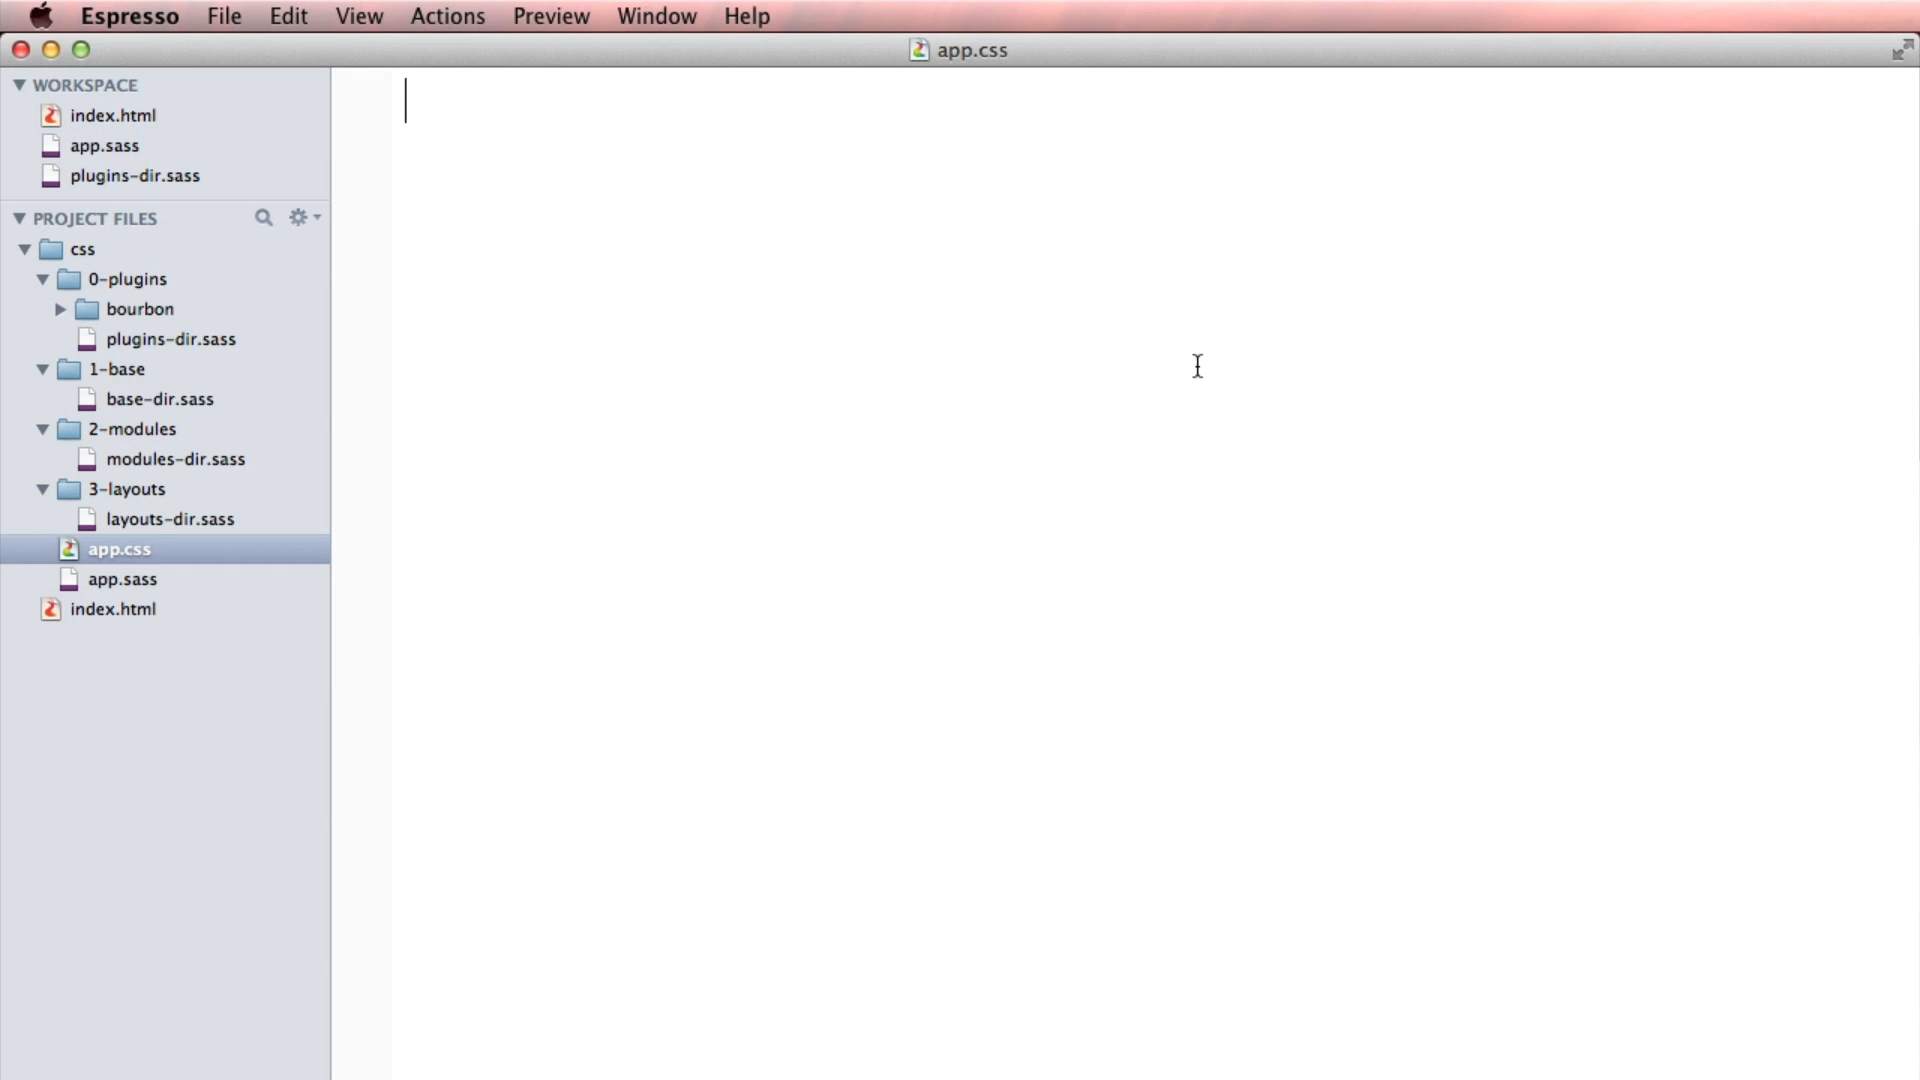 Espresso File Edit View Actions Preview Window Help
app.css
WORKSPACE
index.html
app.sass
plugins-dir.sass
PROJECT FILES
css
0-plugins
bourbon
plugins-dir.sass
1-base
base-dir.sass
2-modules
modules-dir.sass
3-layouts
layouts-dir.sass
app.css
app.sass
index.html